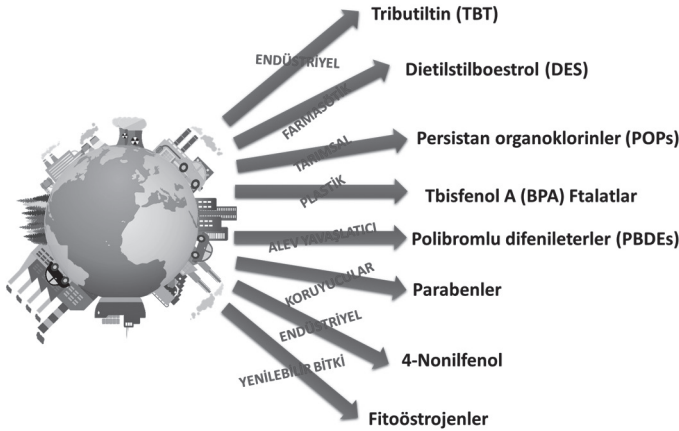 Tributiltin (TBT)
ENDÜSTRİYEL
Dietilstilboestrol (DES)
FARMASÖTİK
Persistan organoklorinler (POPs)
TARIMSAL
Tbisfenol A (BPA) Ftalatlar
PLASTİK
ALEV YAVAŞLATICI
Polibromlu difenileterler (PBDEs)
KORUYUCULAR
Parabenler
ENDÜSTRİYEL
4-Nonilfenol
YENİLEBİLİR BİTKİ
Fitoöstrojenler